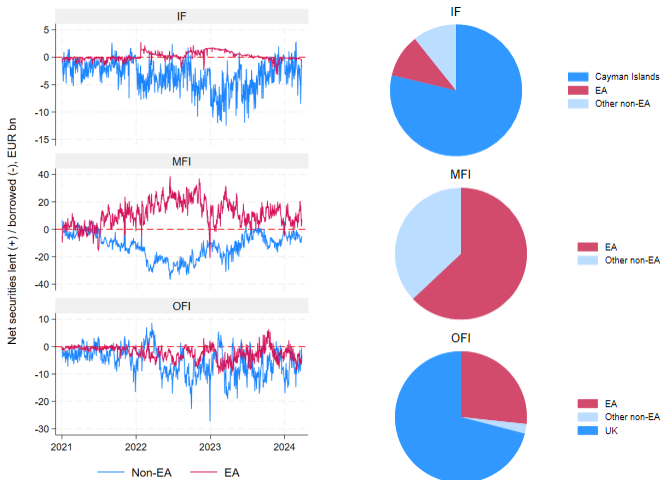 Net securities lent (+) / borrowed (-), EUR bn
IF
5
0
-5
-10
-15
MFI
40
20
0
-20
-40
OFI
10
0
-10
-20
-30
2021 2022 2023 2024
Non-EA EA
IF
Cayman Islands
EA
Other non-EA
MFI
EA
Other non-EA
OFI
EA
Other non-EA
UK